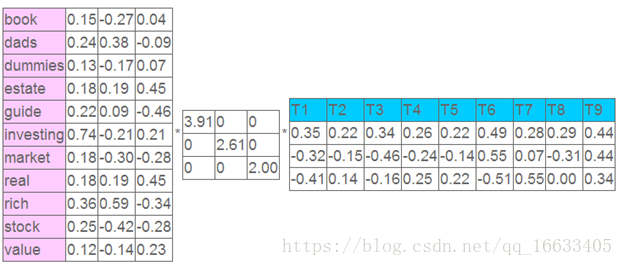 book 0.15 -0.27 0.04
dads 0.24 0.38 -0.09
dummies 0.13 -0.17 0.07
estate 0.18 0.19 0.45
guide 0.22 0.09 -0.46
investing 0.74 -0.21 0.21
market 0.18 -0.30 -0.28
real 0.18 0.19 0.45
rich 0.36 0.59 -0.34
stock 0.25 -0.42 -0.28
value 0.12 -0.14 0.23
*
3.91 0 0
0 2.61 0
0 0 2.00
*
T1 T2 T3 T4 T5 T6 T7 T8 T9
0.35 0.22 0.34 0.26 0.22 0.49 0.28 0.29 0.44
-0.32 -0.15 -0.46 -0.24 -0.14 0.55 0.07 -0.31 0.44
-0.41 0.14 -0.16 0.25 0.22 -0.51 0.55 0.00 0.34
https://blog.csdn.net/qq_16633405